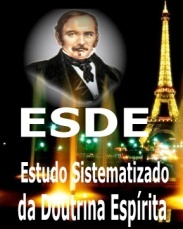 ESDE
Estudo Sistematizado
da Doutrina Espírita